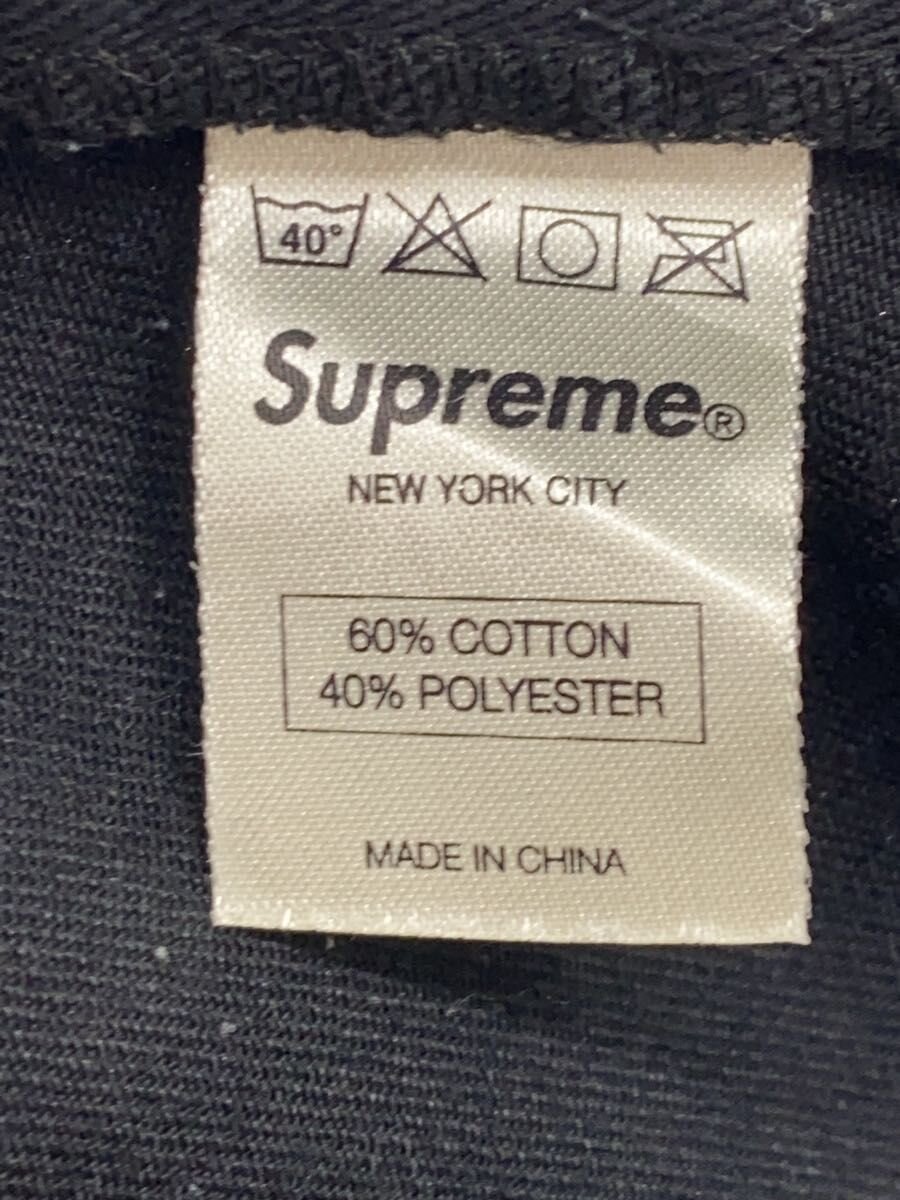 40°
Supreme®
NEW YORK CITY
60% COTTON
40% POLYESTER
MADE IN CHINA